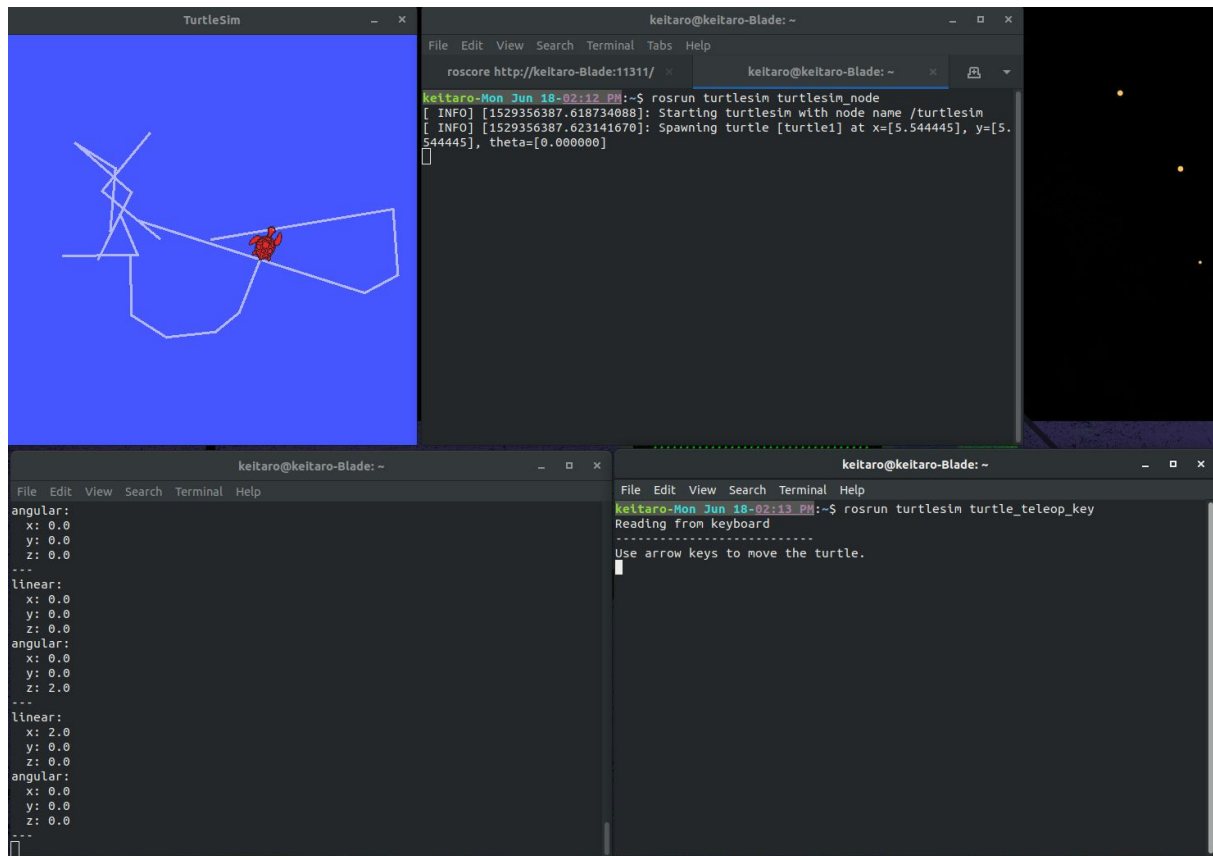 TurtleSim
keitaro@keitaro-Blade: ~
File Edit View Search Terminal Tabs Help
roscore http://keitaro-Blade:11311/
keitaro@keitaro-Blade: ~
keitaro-Mon Jun 18-02:12 PM:~$ rosrun turtlesim turtlesim_node
[ INFO] [1529356387.618734088]: Starting turtlesim with node name /turtlesim
[ INFO] [1529356387.623141670]: Spawning turtle [turtle1] at x=[5.544445], y=[5.
544445], theta=[0.000000]
keitaro@keitaro-Blade: ~
File Edit View Search Terminal Help
angular:
x: 0.0
y: 0.0
z: 0.0
---
linear:
x: 0.0
y: 0.0
z: 0.0
angular:
x: 0.0
y: 0.0
z: 2.0
---
linear:
x: 2.0
y: 0.0
z: 0.0
angular:
x: 0.0
y: 0.0
z: 0.0
---
keitaro@keitaro-Blade: ~
File Edit View Search Terminal Help
keitaro-Mon Jun 18-02:13 PM:~$ rosrun turtlesim turtle_teleop_key
Reading from keyboard
---------------------------
Use arrow keys to move the turtle.